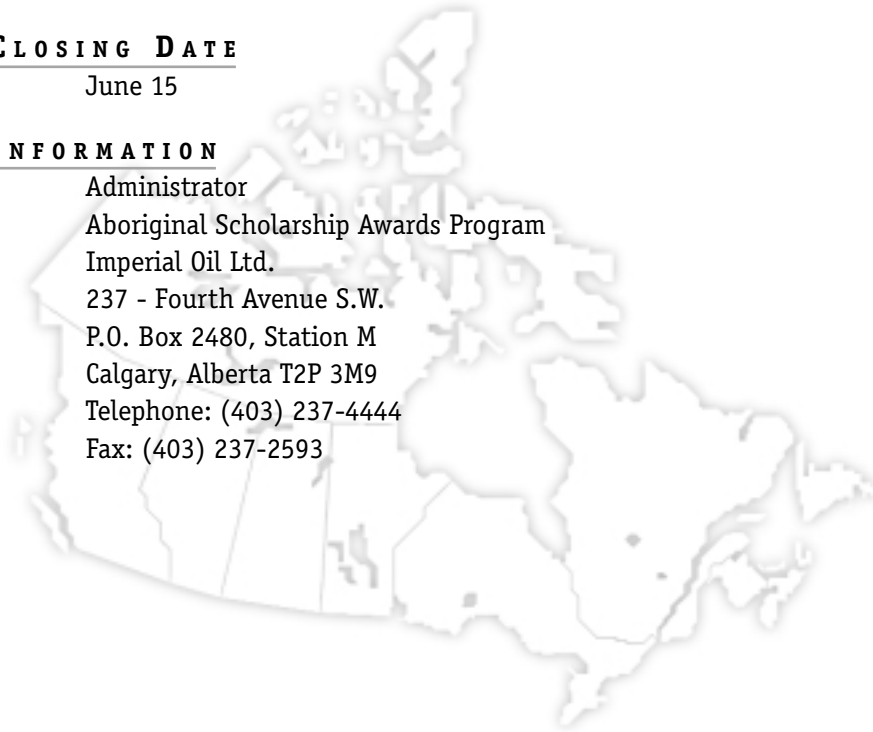 CLOSING DATE
June 15
NFORMATION
Administrator
Aboriginal Scholarship Awards Program
Imperial Oil Ltd.
237 - Fourth Avenue S.W.
P.O. Box 2480, Station M
Calgary, Alberta T2P 3M9
Telephone: (403) 237-4444
Fax: (403) 237-2593